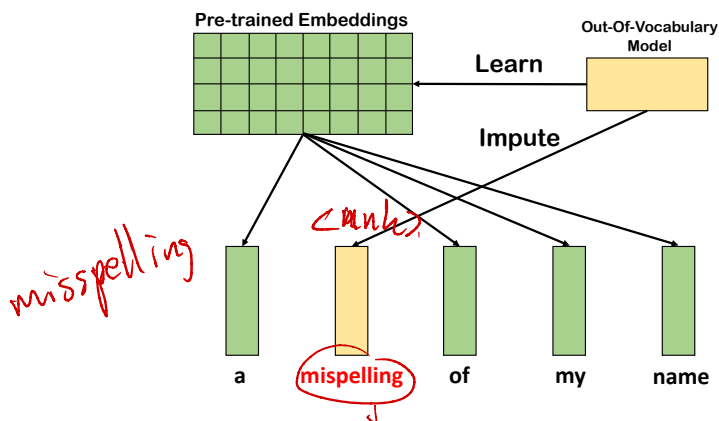 Pre-trained Embeddings
Out-Of-Vocabulary
Model
Learn
Impute
<unk>
misspelling
a mispelling of my name